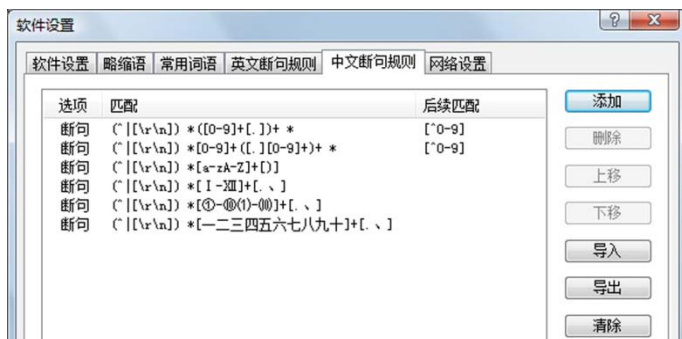 软件设置
软件设置 略缩语 常用词语 英文断句规则 中文断句规则 网络设置
选项 匹配 后续匹配
断句 (^|[\r\n]) *([0-9]+[.])+ * [^0-9]
断句 (^|[\r\n]) *[0-9]+([.][0-9]+)+ * [^0-9]
断句 (^|[\r\n]) *[a-zA-Z]+[)]
断句 (^|[\r\n]) *[Ⅰ-Ⅻ]+[.、]
断句 (^|[\r\n]) *[①-⑩⑴-⑽]+[.、]
断句 (^|[\r\n]) *[一二三四五六七八九十]+[.、]
添加
删除
上移
下移
导入
导出
清除